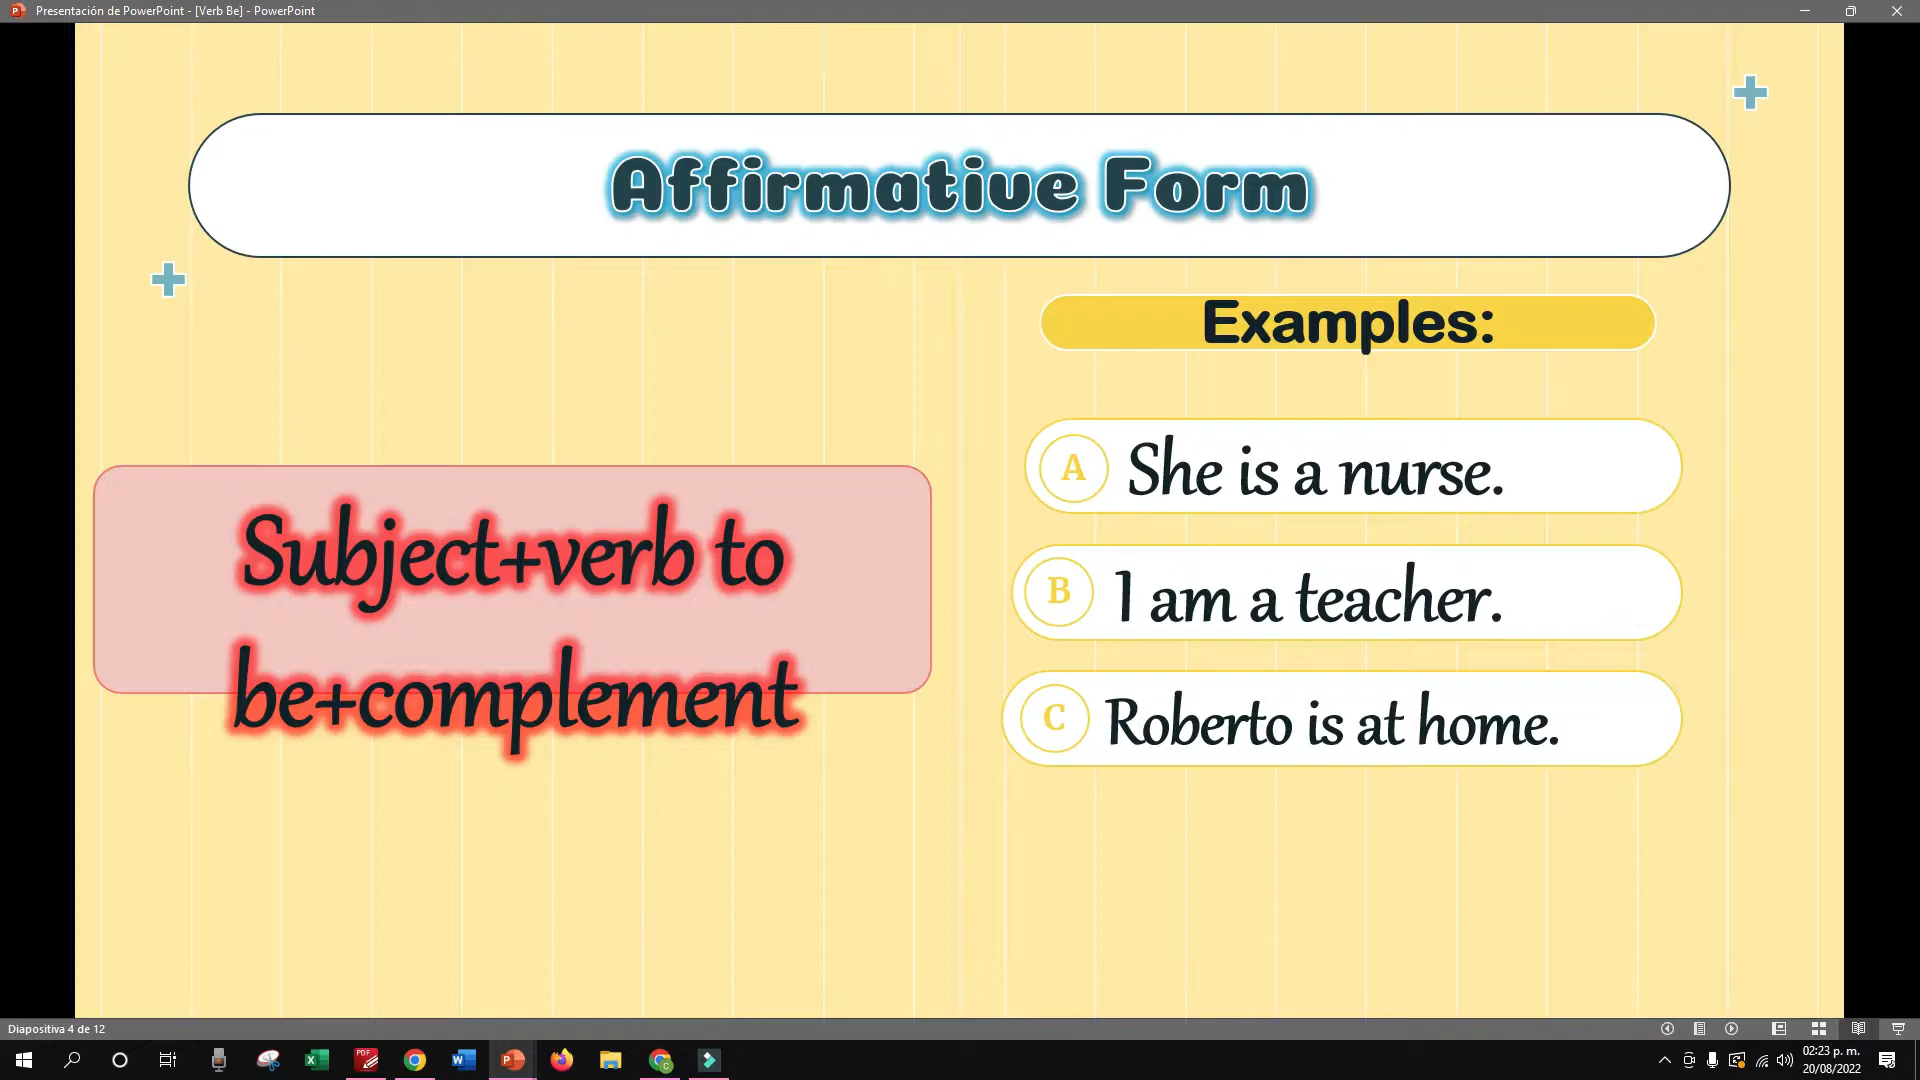 Presentación de PowerPoint - [Verb Be] - PowerPoint
Affirmative Form
Subject+verb to
be+complement
Examples:
A She is a nurse.
B I am a teacher.
C Roberto is at home.
Diapositiva 4 de 12
02:23 p. m.
20/08/2022